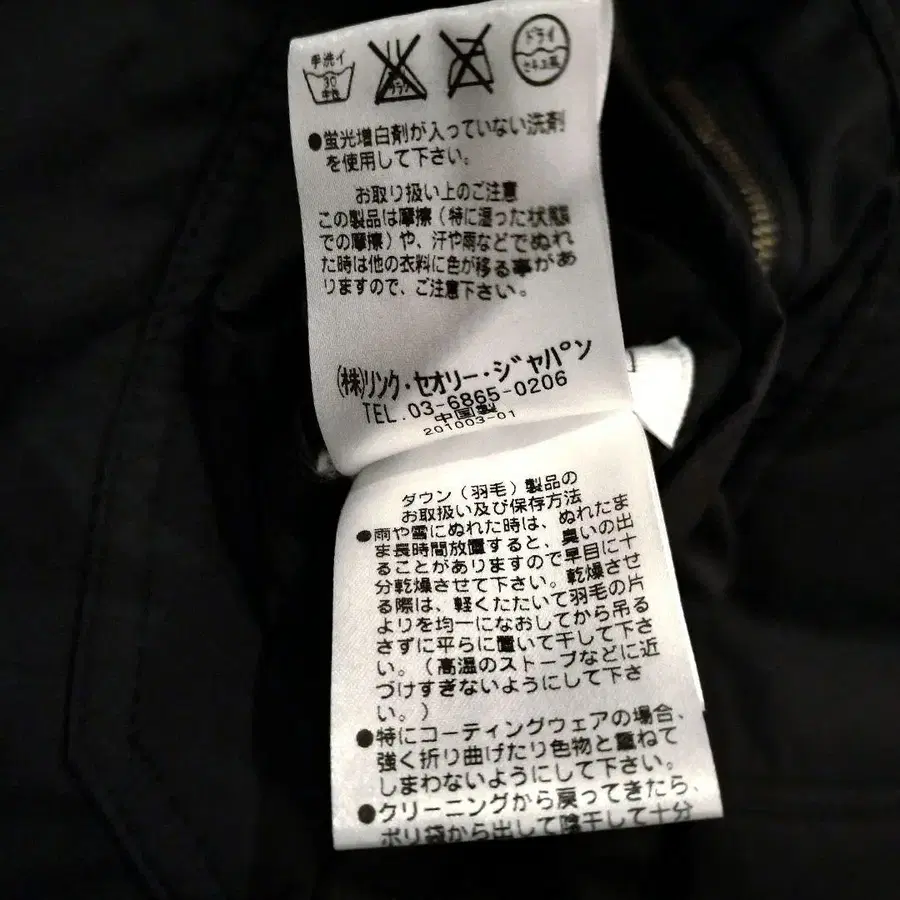 手洗イ
30
中性
エンソ
サラシ
ドライ
セキユ系
●蛍光増白剤が入っていない洗剤
を使用して下さい。
お取り扱い上のご注意
この製品は摩擦(特に湿った状態
での摩擦)や、汗や雨などでぬれ
た時は他の衣料に色が移る事があ
りますので、ご注意下さい。
(株)リンク・セオリー・ジャパン
TEL.03-6865-0206
中国製
201003-01
ダウン(羽毛)製品の
お取扱い及び保存方法
●雨や雪にぬれた時は、ぬれたま
ま長時間放置すると、臭いの出
ることがありますので早目に十
分乾燥させて下さい。乾燥させ
る際は、軽くたたいて羽毛の片
よりを均一になおしてから吊る
さずに平らに置いて干して下さ
い。(高温のストーブなどに近
づけすぎないようにして下さ
い。)
●特にコーティングウェアの場合、
強く折り曲げたり色物と重ねて
しまわないようにして下さい。
●クリーニングから戻ってきたら、
ポリ袋から出して陰干して十分